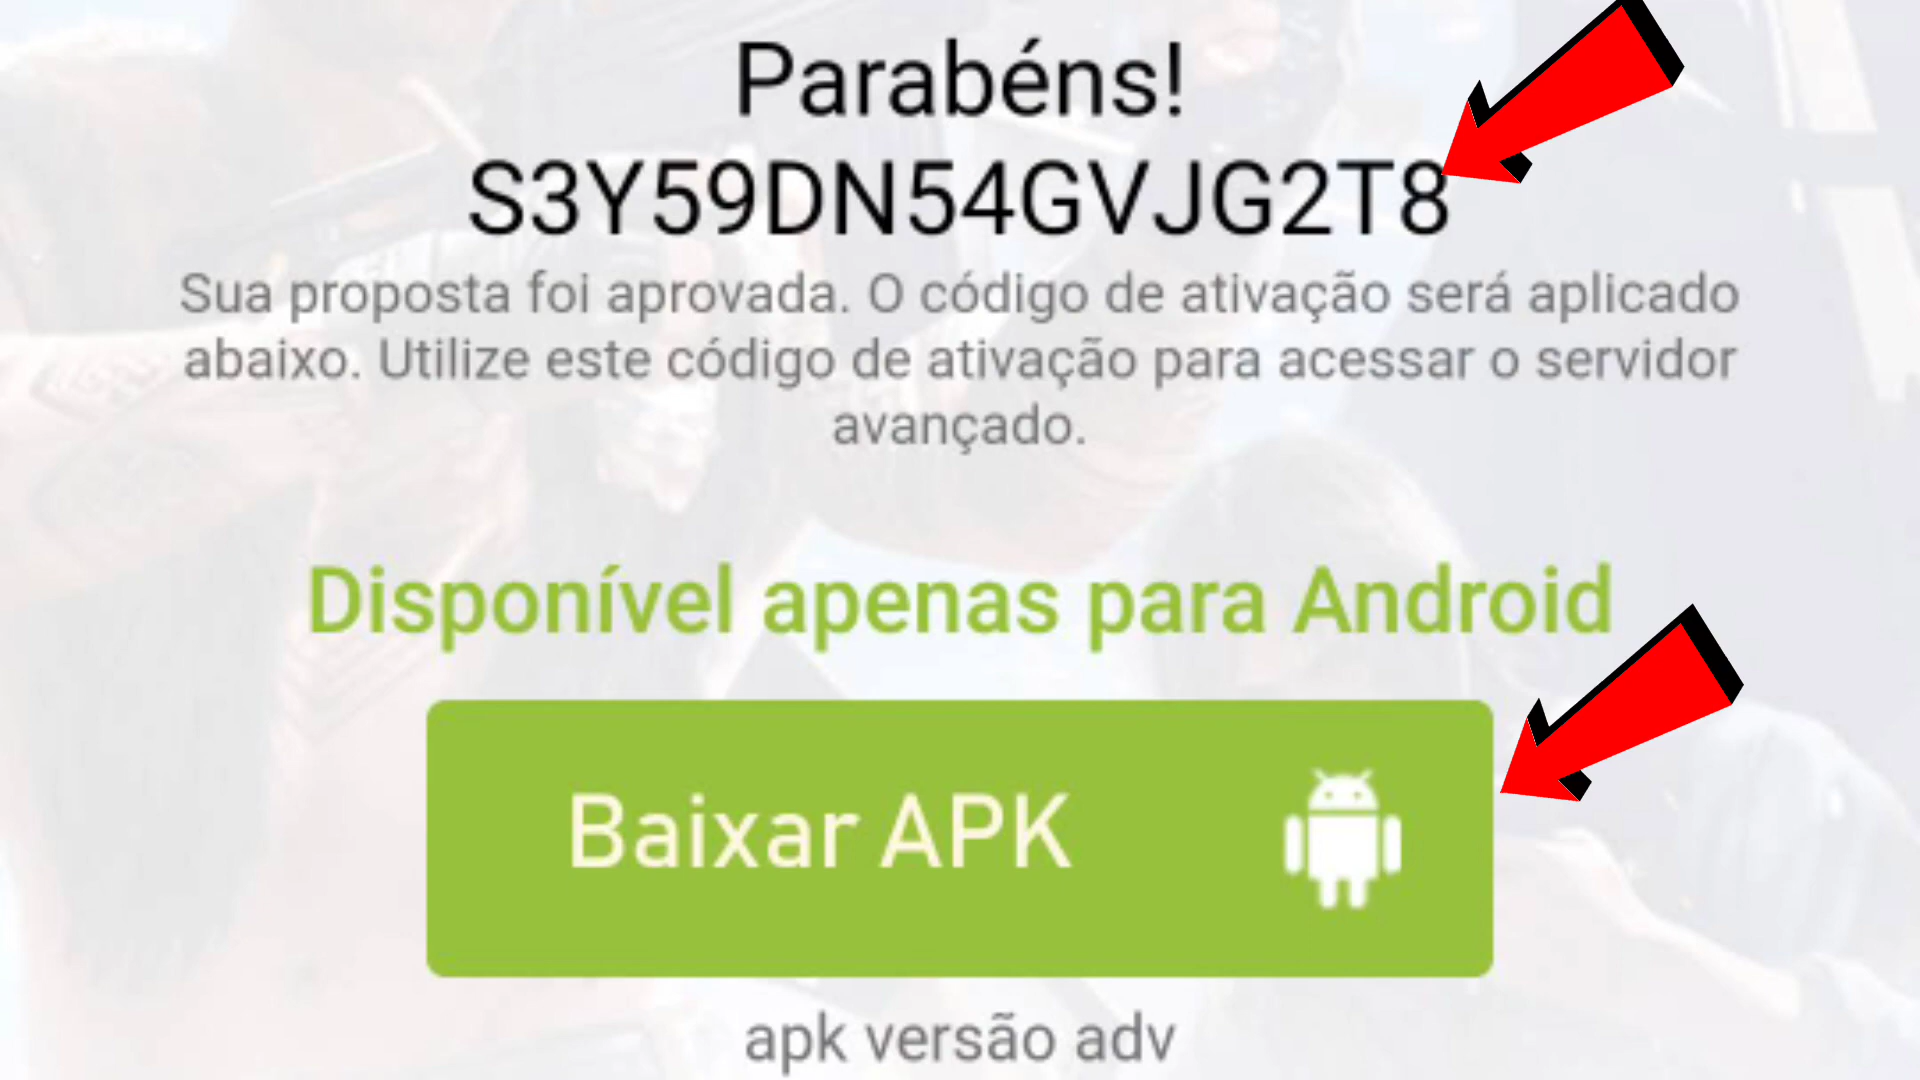 Parabéns!
S3Y59DN54GVJG2T8
Sua proposta foi aprovada. O código de ativação será aplicado
abaixo. Utilize este código de ativação para acessar o servidor
avançado.
Disponível apenas para Android
Baixar APK
apk versão adv